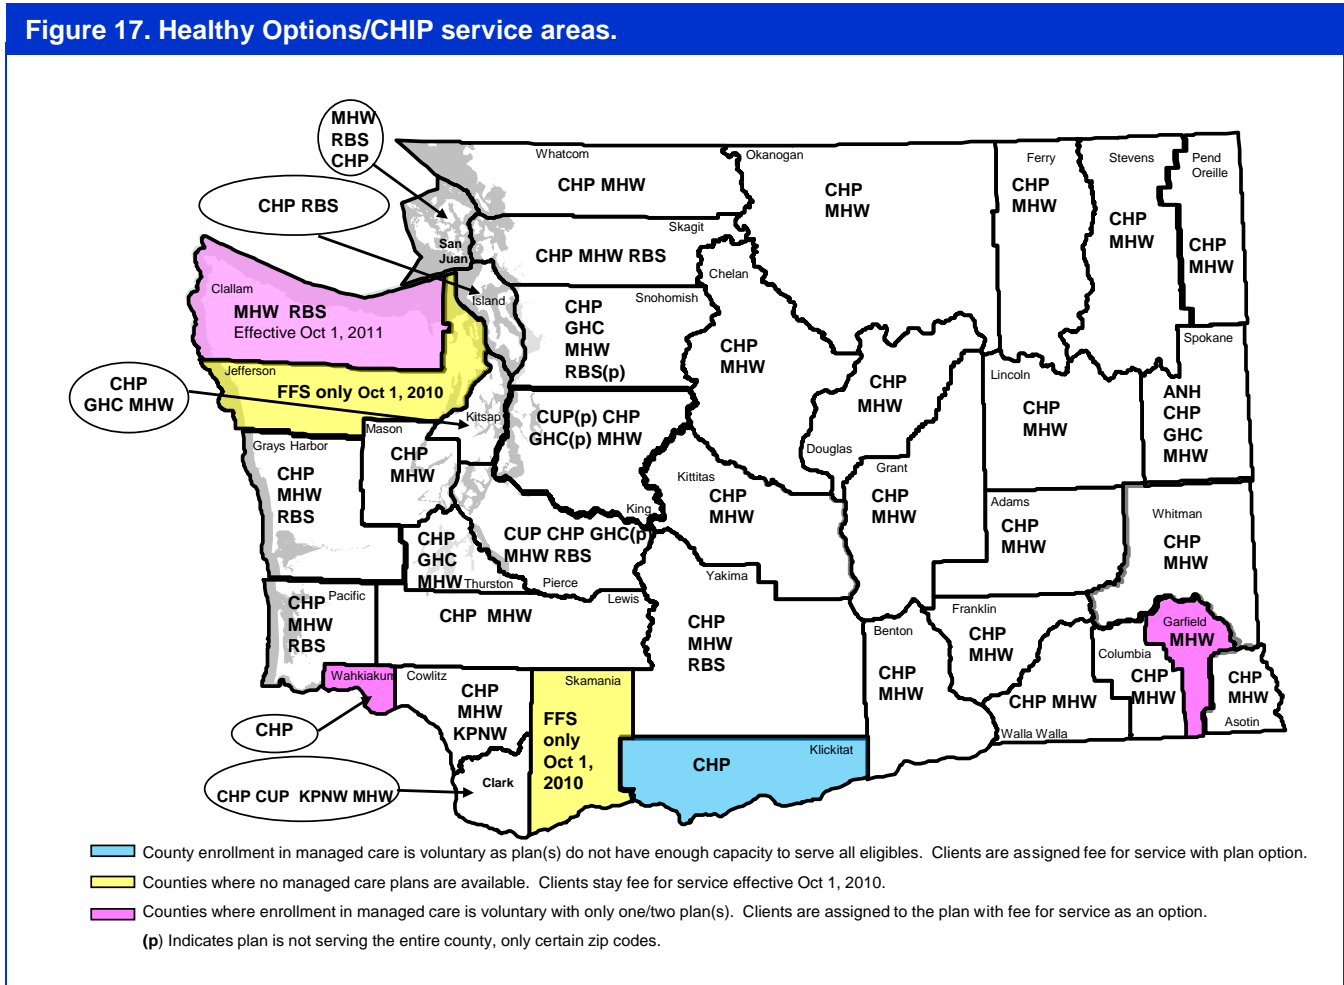 Figure 17. Healthy Options/CHIP service areas.
MHW
RBS
CHP
CHP RBS
San
Juan
Island
Whatcom
CHP MHW
Skagit
CHP MHW RBS
Snohomish
CHP
GHC
MHW
RBS(p)
Okanogan
CHP
MHW
Ferry
CHP
MHW
Stevens
CHP
MHW
Pend
Oreille
CHP
MHW
Clallam
MHW RBS
Effective Oct 1, 2011
Jefferson
FFS only Oct 1, 2010
CHP
GHC MHW
Kitsap
CUP(p) CHP
GHC(p) MHW
King
Chelan
CHP
MHW
Douglas
CHP
MHW
Grant
CHP
MHW
Lincoln
CHP
MHW
Spokane
ANH
CHP
GHC
MHW
Grays Harbor
CHP
MHW
RBS
Mason
CHP
MHW
CHP
GHC
MHW
Thurston
CUP CHP GHC(p)
MHW RBS
Pierce
Kittitas
CHP
MHW
Adams
CHP
MHW
Whitman
CHP
MHW
Pacific
CHP
MHW
RBS
Lewis
CHP MHW
Yakima
CHP
MHW
RBS
Benton
CHP
MHW
Franklin
CHP
MHW
CHP MHW
Walla Walla
Columbia
CHP
MHW
Garfield
MHW
CHP
MHW
Asotin
Wahkiakum
CHP
Cowlitz
CHP
MHW
KPNW
Skamania
FFS
only
Oct 1,
2010
Klickitat
CHP
Clark
CHP CUP KPNW MHW
County enrollment in managed care is voluntary as plan(s) do not have enough capacity to serve all eligibles. Clients are assigned fee for service with plan option.
Counties where no managed care plans are available. Clients stay fee for service effective Oct 1, 2010.
Counties where enrollment in managed care is voluntary with only one/two plan(s). Clients are assigned to the plan with fee for service as an option.
(p) Indicates plan is not serving the entire county, only certain zip codes.